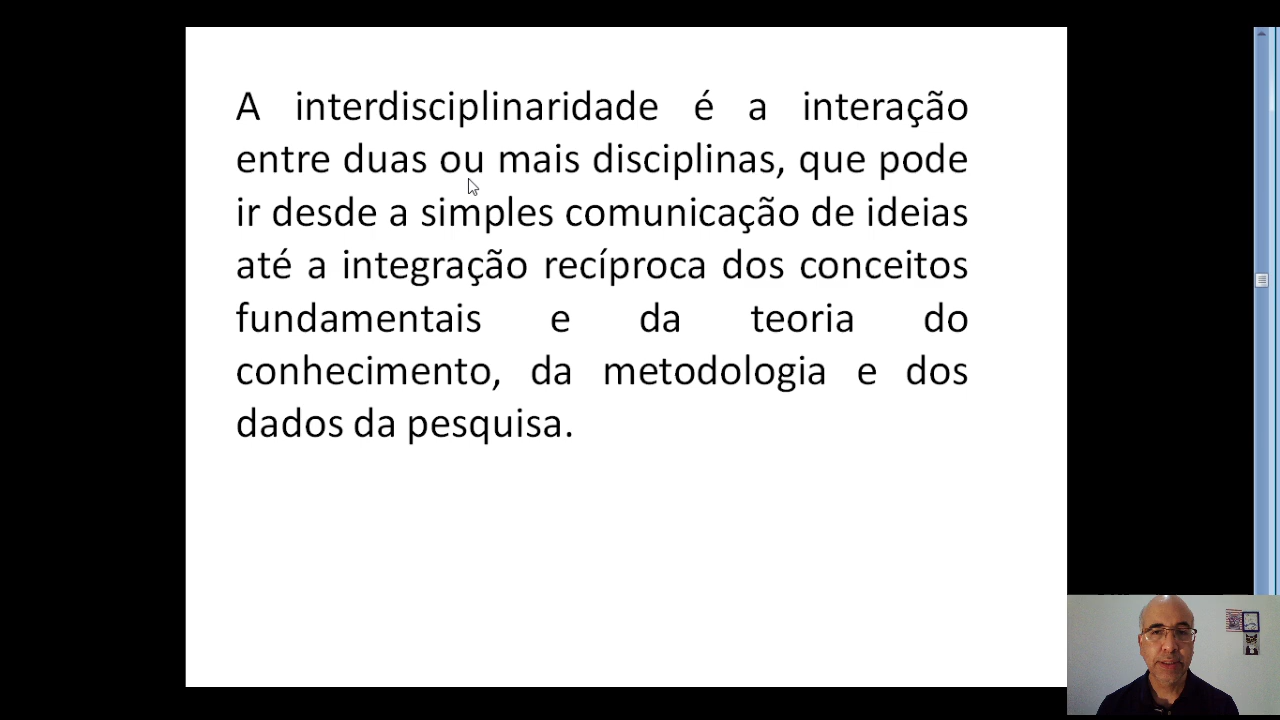 A interdisciplinaridade é a interação
entre duas ou mais disciplinas, que pode
ir desde a simples comunicação de ideias
até a integração recíproca dos conceitos
fundamentais e da teoria do
conhecimento, da metodologia e dos
dados da pesquisa.